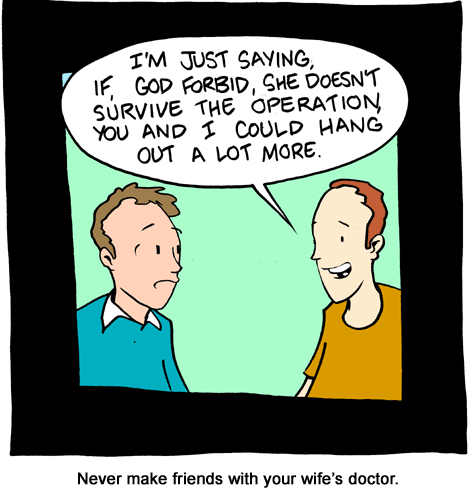 I'M JUST SAYING,
IF, GOD FORBID, SHE DOESN'T
SURVIVE THE OPERATION,
YOU AND I COULD HANG
OUT A LOT MORE.
Never make friends with your wife's doctor.